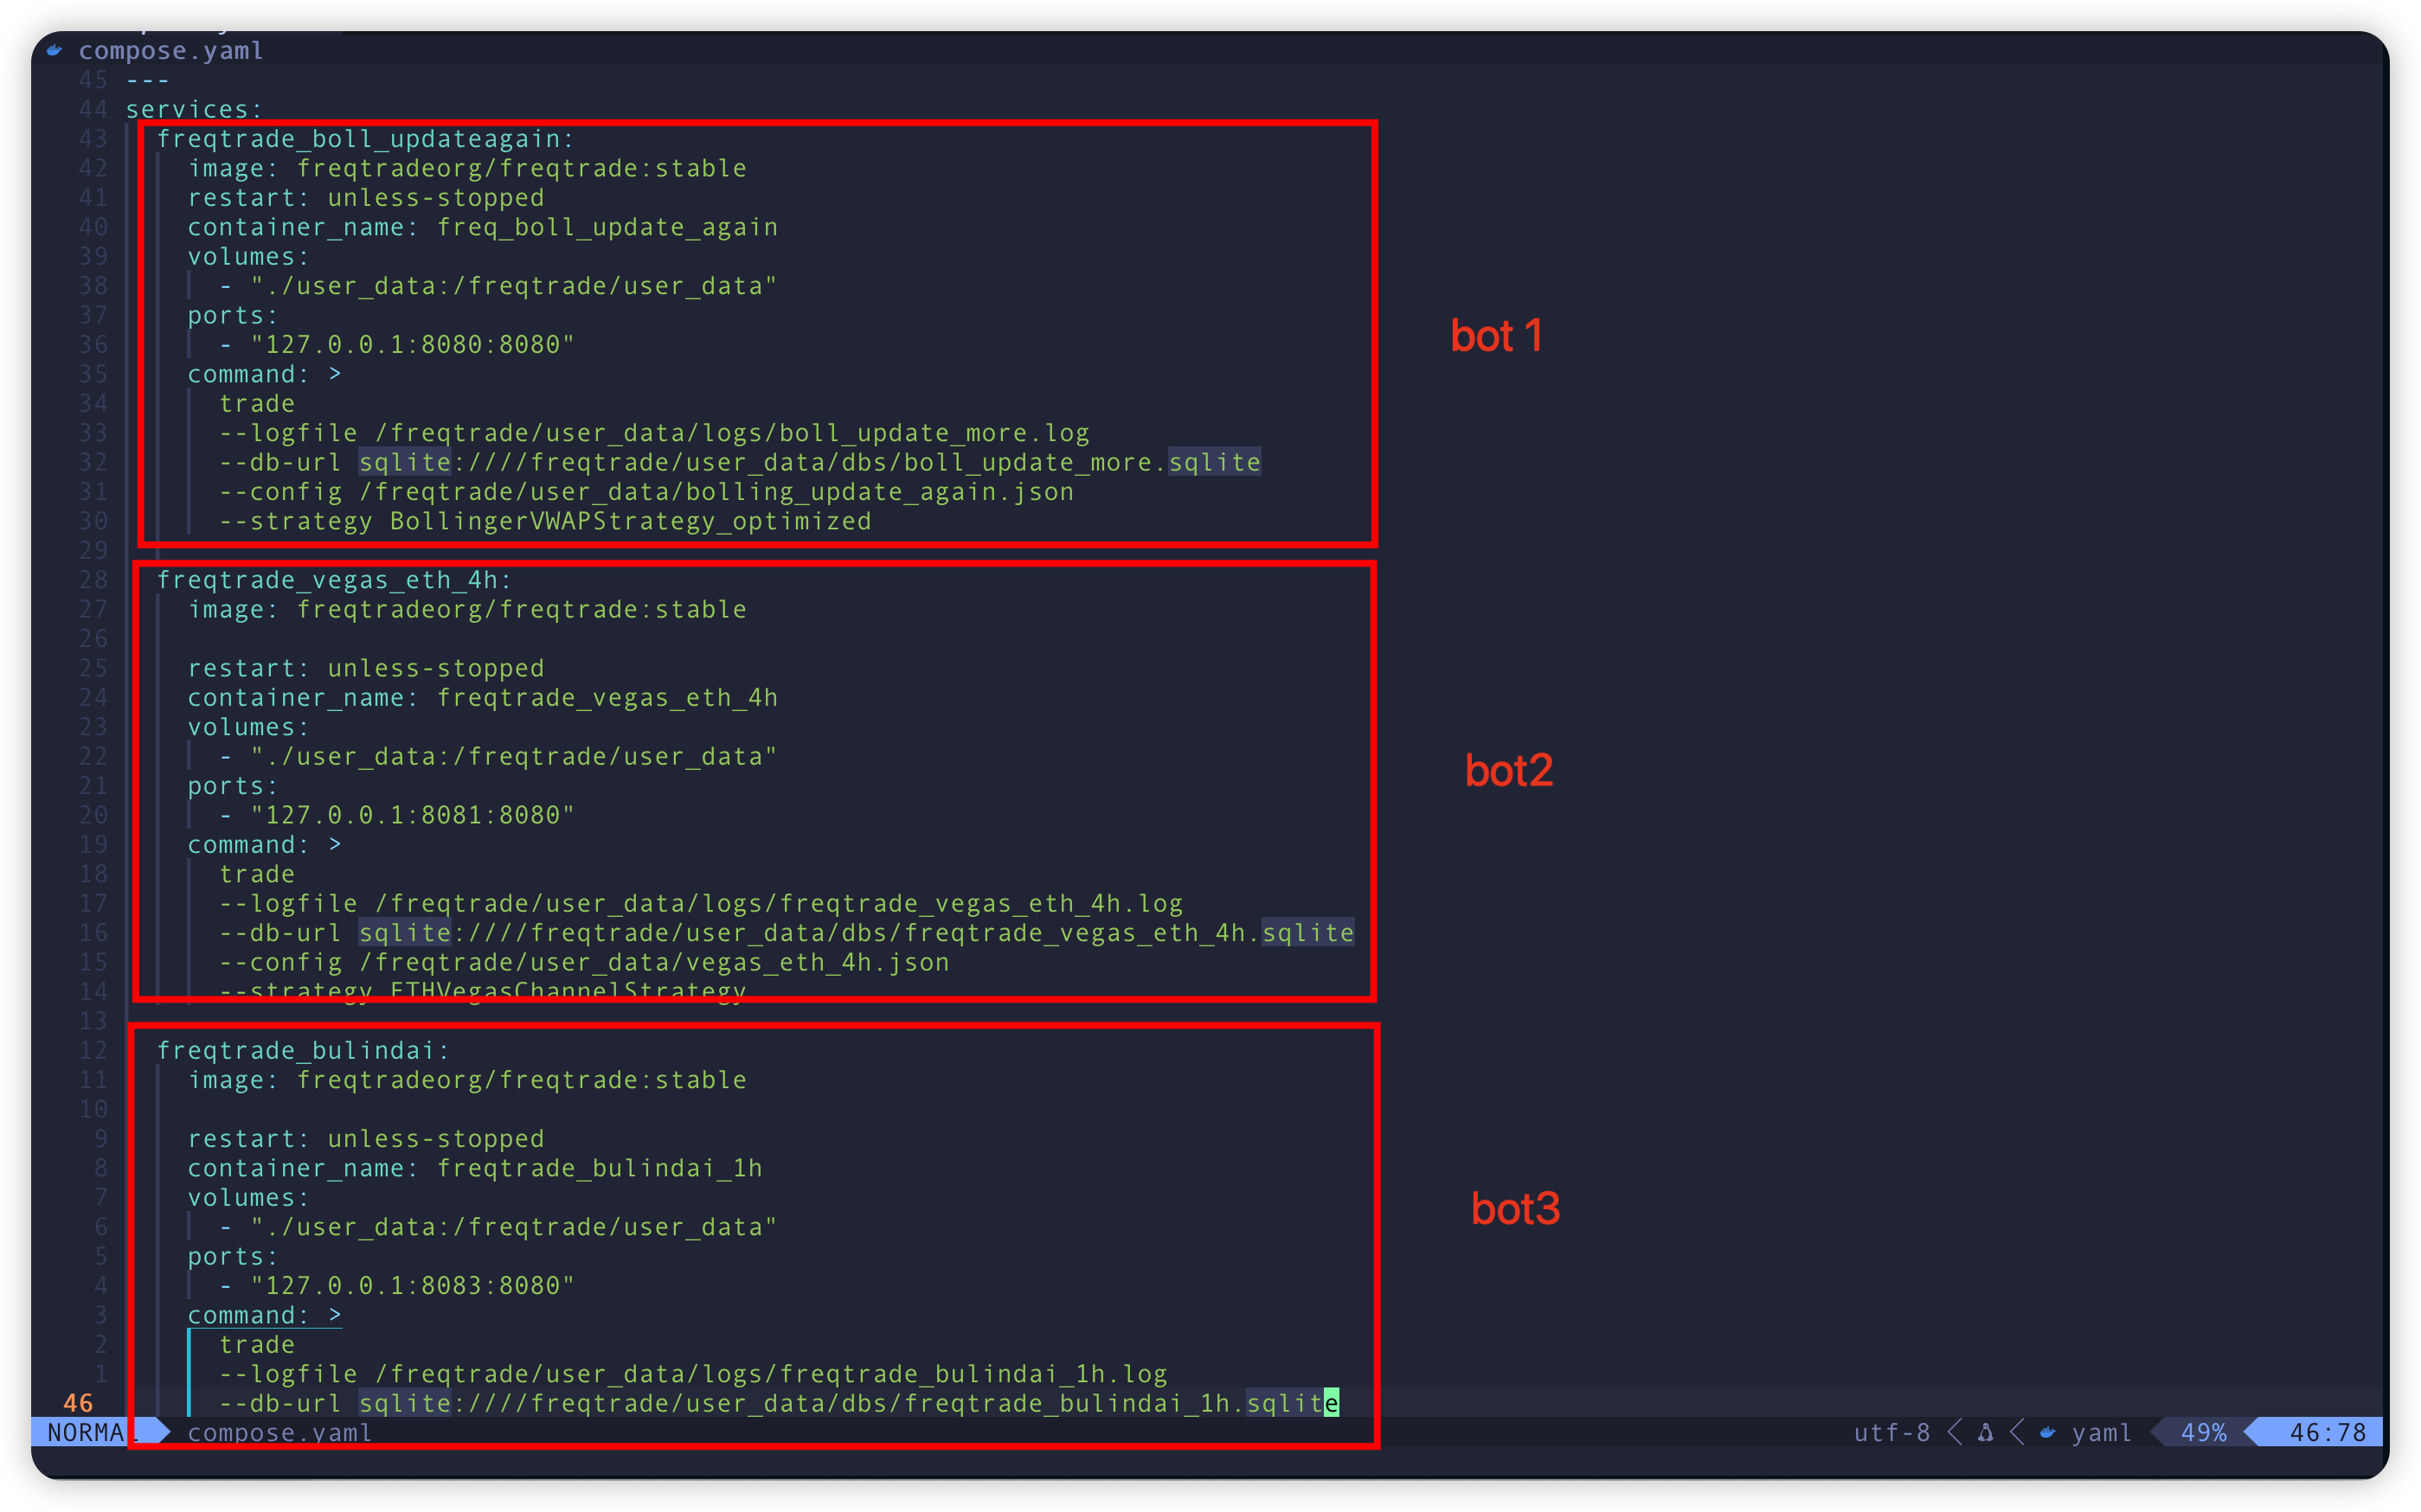 compose.yaml
45 ---
44 services:
43 freqtrade_boll_updateagain:
42 image: freqtradeorg/freqtrade:stable
41 restart: unless-stopped
40 container_name: freq_boll_update_again
39 volumes:
38 - "./user_data:/freqtrade/user_data"
37 ports:
36 - "127.0.0.1:8080:8080"
35 command: >
34 trade
33 --logfile /freqtrade/user_data/logs/boll_update_more.log
32 --db-url sqlite:////freqtrade/user_data/dbs/boll_update_more.sqlite
31 --config /freqtrade/user_data/bolling_update_again.json
30 --strategy BollingerVWAPStrategy_optimized
29
bot 1
28 freqtrade_vegas_eth_4h:
27 image: freqtradeorg/freqtrade:stable
26
25 restart: unless-stopped
24 container_name: freqtrade_vegas_eth_4h
23 volumes:
22 - "./user_data:/freqtrade/user_data"
21 ports:
20 - "127.0.0.1:8081:8080"
19 command: >
18 trade
17 --logfile /freqtrade/user_data/logs/freqtrade_vegas_eth_4h.log
16 --db-url sqlite:////freqtrade/user_data/dbs/freqtrade_vegas_eth_4h.sqlite
15 --config /freqtrade/user_data/vegas_eth_4h.json
14 --strategy ETHVegasChannelStrategy
13
bot2
12 freqtrade_bulindai:
11 image: freqtradeorg/freqtrade:stable
10
9 restart: unless-stopped
8 container_name: freqtrade_bulindai_1h
7 volumes:
6 - "./user_data:/freqtrade/user_data"
5 ports:
4 - "127.0.0.1:8083:8080"
3 command: >
2 trade
1 --logfile /freqtrade/user_data/logs/freqtrade_bulindai_1h.log
46 --db-url sqlite:////freqtrade/user_data/dbs/freqtrade_bulindai_1h.sqlite
bot3
NORMAL compose.yaml utf-8 yaml 49% 46:78